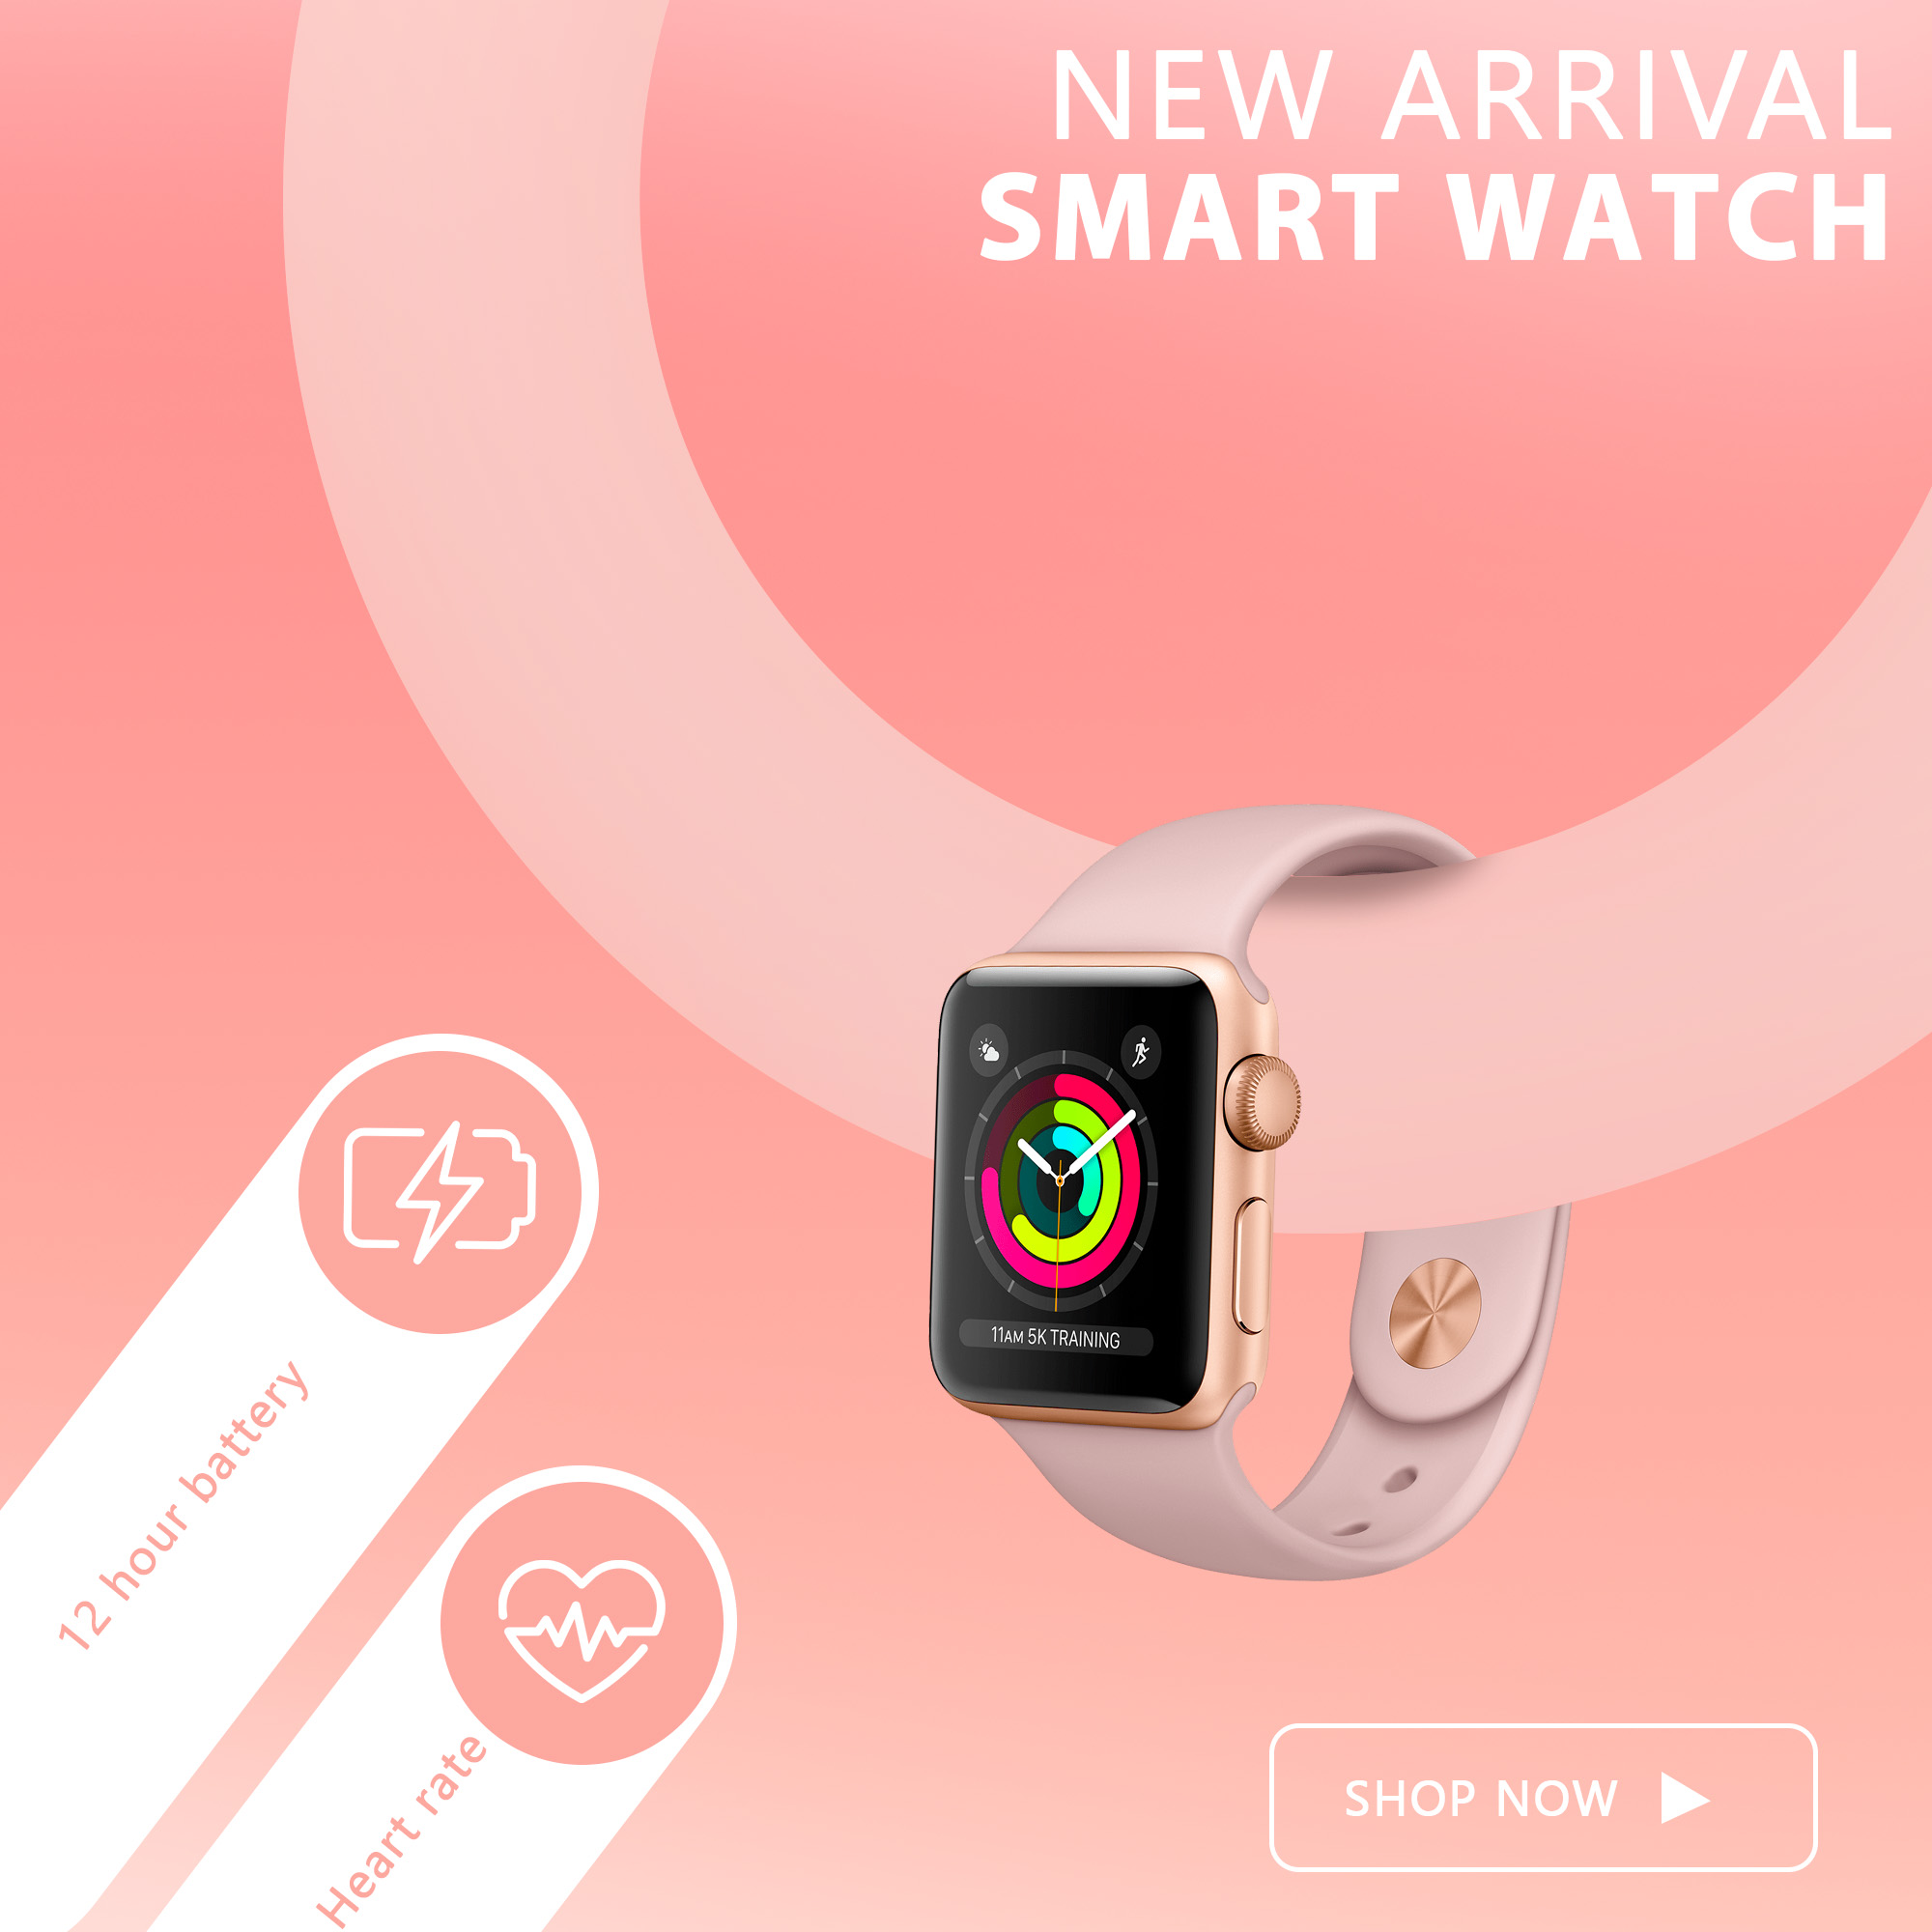 NEW ARRIVAL
SMART WATCH
11AM 5K TRAINING
12 hour battery
Heart rate
SHOP NOW